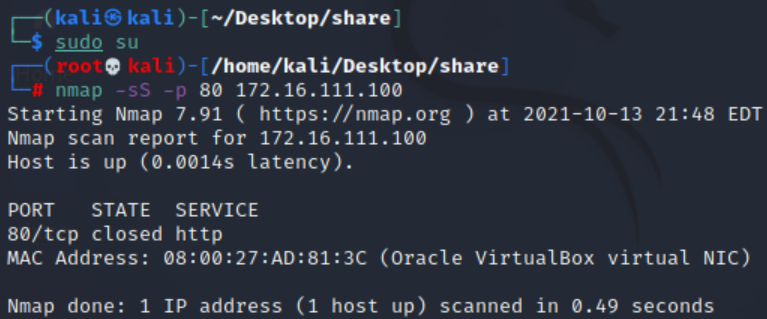 ┌──(kali㉿kali)-[~/Desktop/share]
└─$ sudo su
┌──(root💀kali)-[/home/kali/Desktop/share]
└─# nmap -sS -p 80 172.16.111.100
Starting Nmap 7.91 ( https://nmap.org ) at 2021-10-13 21:48 EDT
Nmap scan report for 172.16.111.100
Host is up (0.0014s latency).

PORT   STATE  SERVICE
80/tcp closed http
MAC Address: 08:00:27:AD:81:3C (Oracle VirtualBox virtual NIC)

Nmap done: 1 IP address (1 host up) scanned in 0.49 seconds